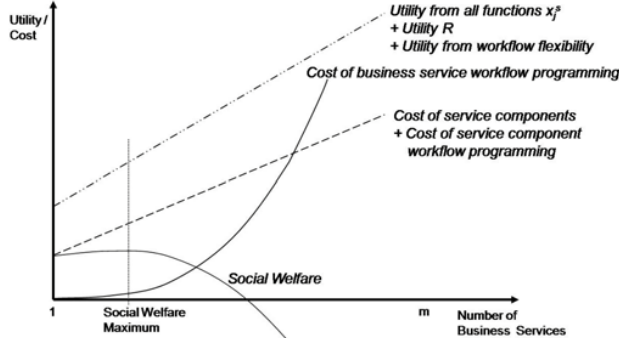 Utility /
Cost
Utility from all functions xⱼˢ
+ Utility R
+ Utility from workflow flexibility
Cost of business service workflow programming
Cost of service components
+ Cost of service component
workflow programming
Social Welfare
1
Social Welfare
Maximum
m
Number of
Business Services